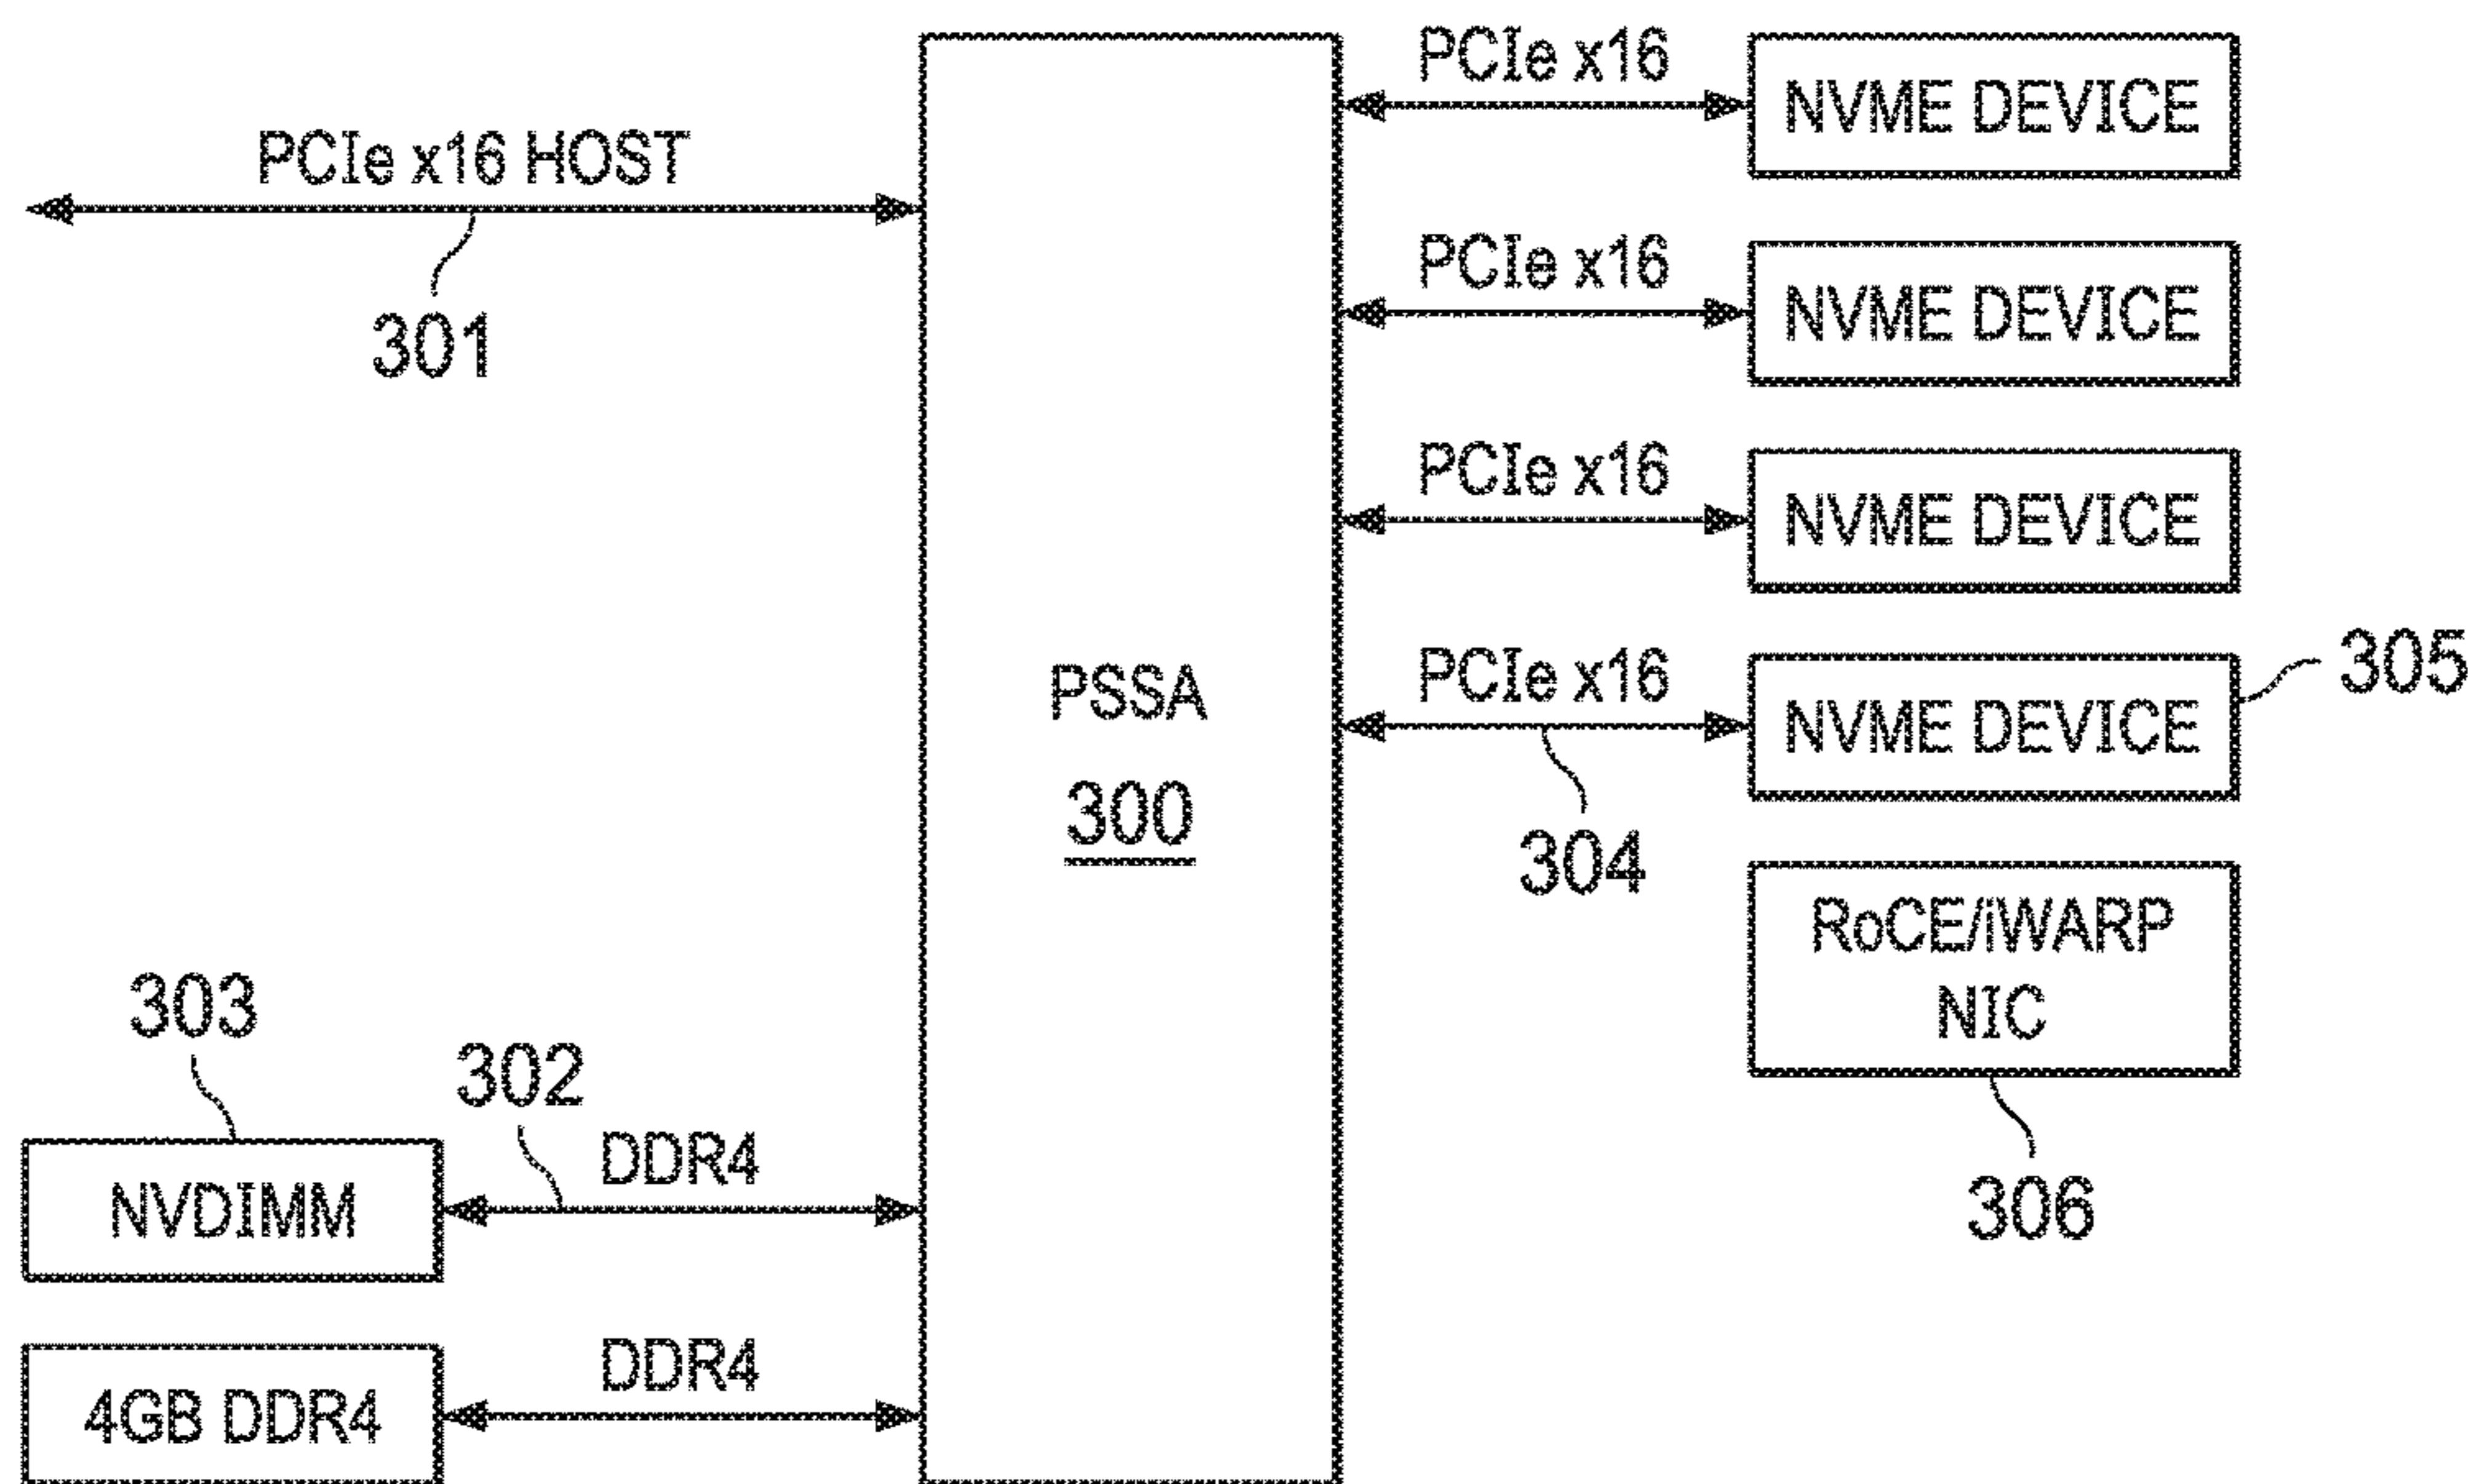 PCIe x16 HOST
301
303
302
NVDIMM
DDR4
4GB DDR4
DDR4
PSSA
300
PCIe x16
NVME DEVICE
PCIe x16
NVME DEVICE
PCIe x16
NVME DEVICE
PCIe x16
NVME DEVICE
305
304
RoCE/iWARP
NIC
306